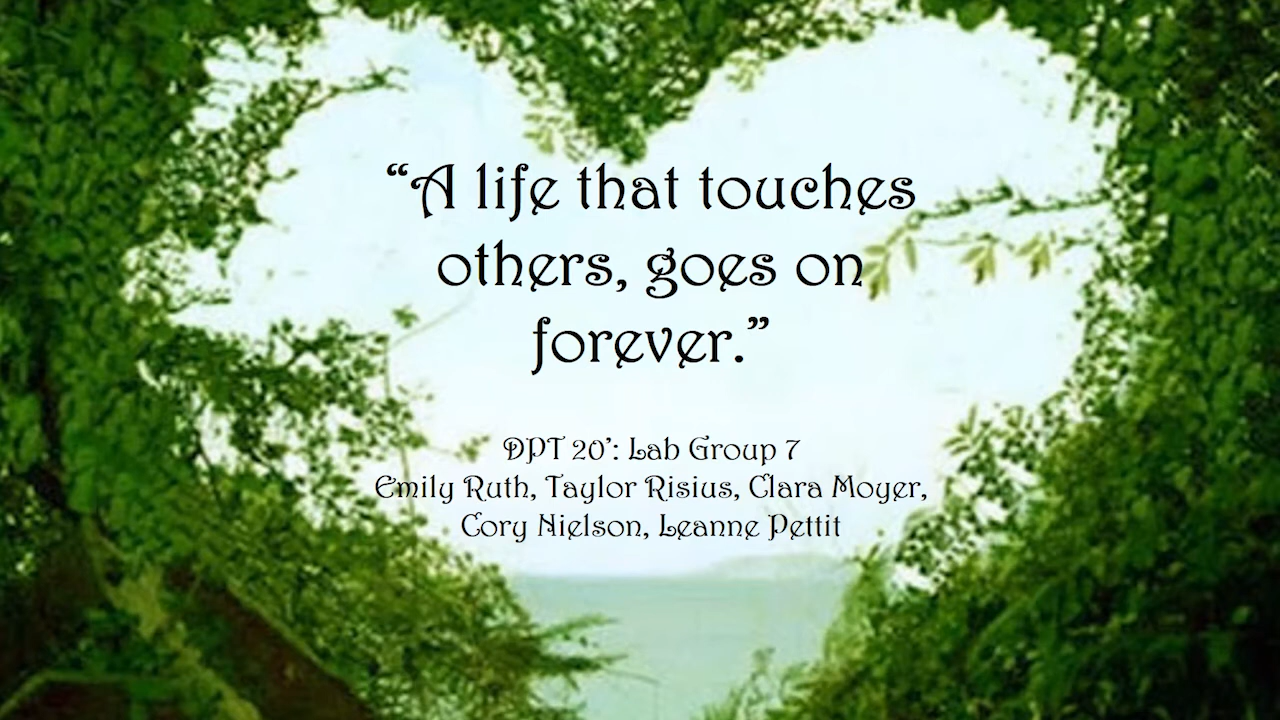 “A life that touches
others, goes on
forever.”
DPT 20’: Lab Group 7
Emily Ruth, Taylor Risius, Clara Moyer,
Cory Nielson, Leanne Pettit